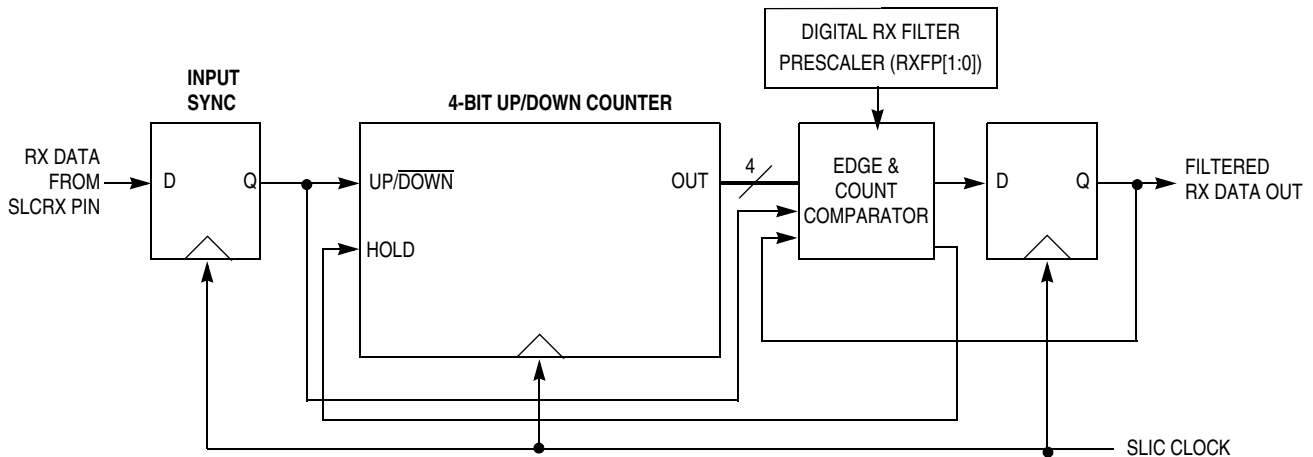 DIGITAL RX FILTER
PRESCALER (RXFP[1:0])
INPUT
SYNC
4-BIT UP/DOWN COUNTER
RX DATA
FROM
SLCRX PIN
D
Q
UP/DOWN
HOLD
OUT
4
EDGE &
COUNT
COMPARATOR
D
Q
FILTERED
RX DATA OUT
SLIC CLOCK